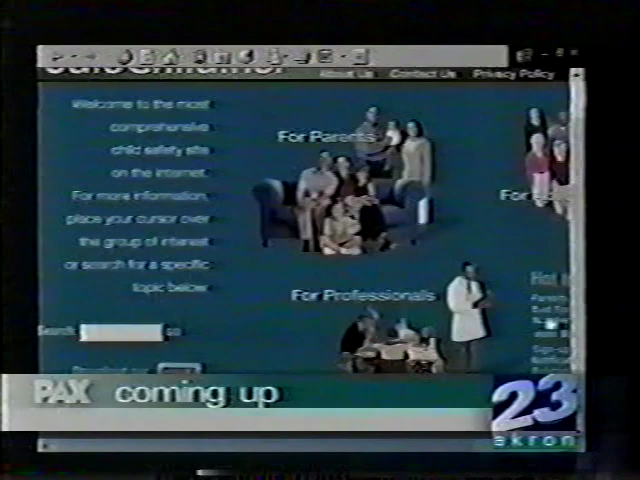 About Us Contact Us Privacy Policy
Welcome to the most
comprehensive
child safety site
on the internet.
For more information,
place your cursor over
the group of interest
or search for a specific
topic below
For Parents
For
For Professionals
Search
go
PAX coming up
23
akron